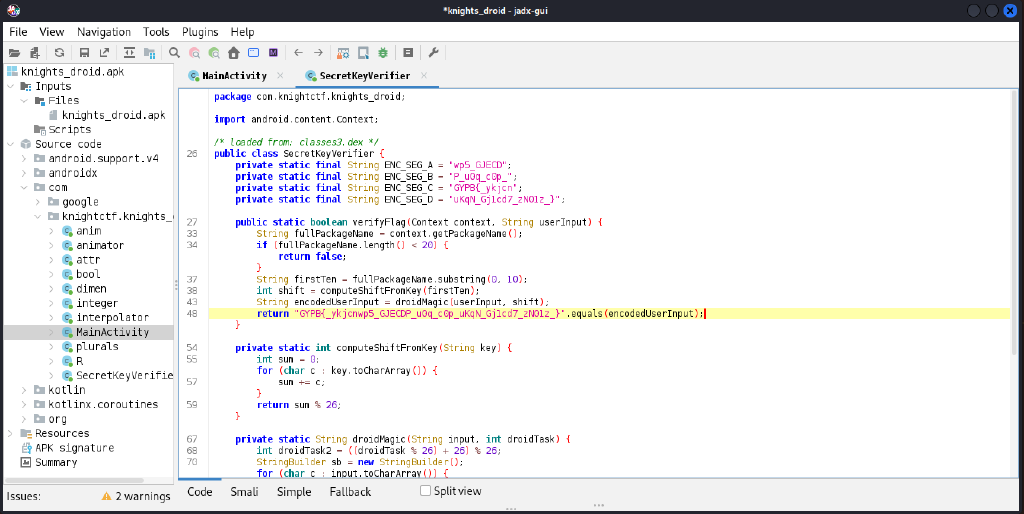 *knights_droid - jadx-gui
File View Navigation Tools Plugins Help
knights_droid.apk
Inputs
Files
knights_droid.apk
Scripts
Source code
android.support.v4
androidx
com
google
knightctf.knights_
anim
animator
attr
bool
dimen
integer
interpolator
MainActivity
plurals
R
SecretKeyVerifie
kotlin
kotlinx.coroutines
org
Resources
APK signature
Summary
MainActivity × SecretKeyVerifier ×
package com.knightctf.knights_droid;
import android.content.Context;
/* loaded from: classes3.dex */
26 public class SecretKeyVerifier {
private static final String ENC_SEG_A = "wp5_GJECD";
private static final String ENC_SEG_B = "P_u0q_c0p_";
private static final String ENC_SEG_C = "GYPB{_ykjcn";
private static final String ENC_SEG_D = "uKqN_Gj1cd7_zN01z_}";
27 public static boolean verifyFlag(Context context, String userInput) {
33 String fullPackageName = context.getPackageName();
34 if (fullPackageName.length() < 20) {
return false;
}
37 String firstTen = fullPackageName.substring(0, 10);
38 int shift = computeShiftFromKey(firstTen);
43 String encodedUserInput = droidMagic(userInput, shift);
48 return "GYPB{_ykjcnwp5_GJECDP_u0q_c0p_uKqN_Gj1cd7_zN01z_}".equals(encodedUserInput);
}
54 private static int computeShiftFromKey(String key) {
55 int sum = 0;
for (char c : key.toCharArray()) {
57 sum += c;
}
59 return sum % 26;
}
67 private static String droidMagic(String input, int droidTask) {
68 int droidTask2 = ((droidTask % 26) + 26) % 26;
70 StringBuilder sb = new StringBuilder();
for (char c : input.toCharArray()) {
Issues: 2 warnings Code Smali Simple Fallback Split view